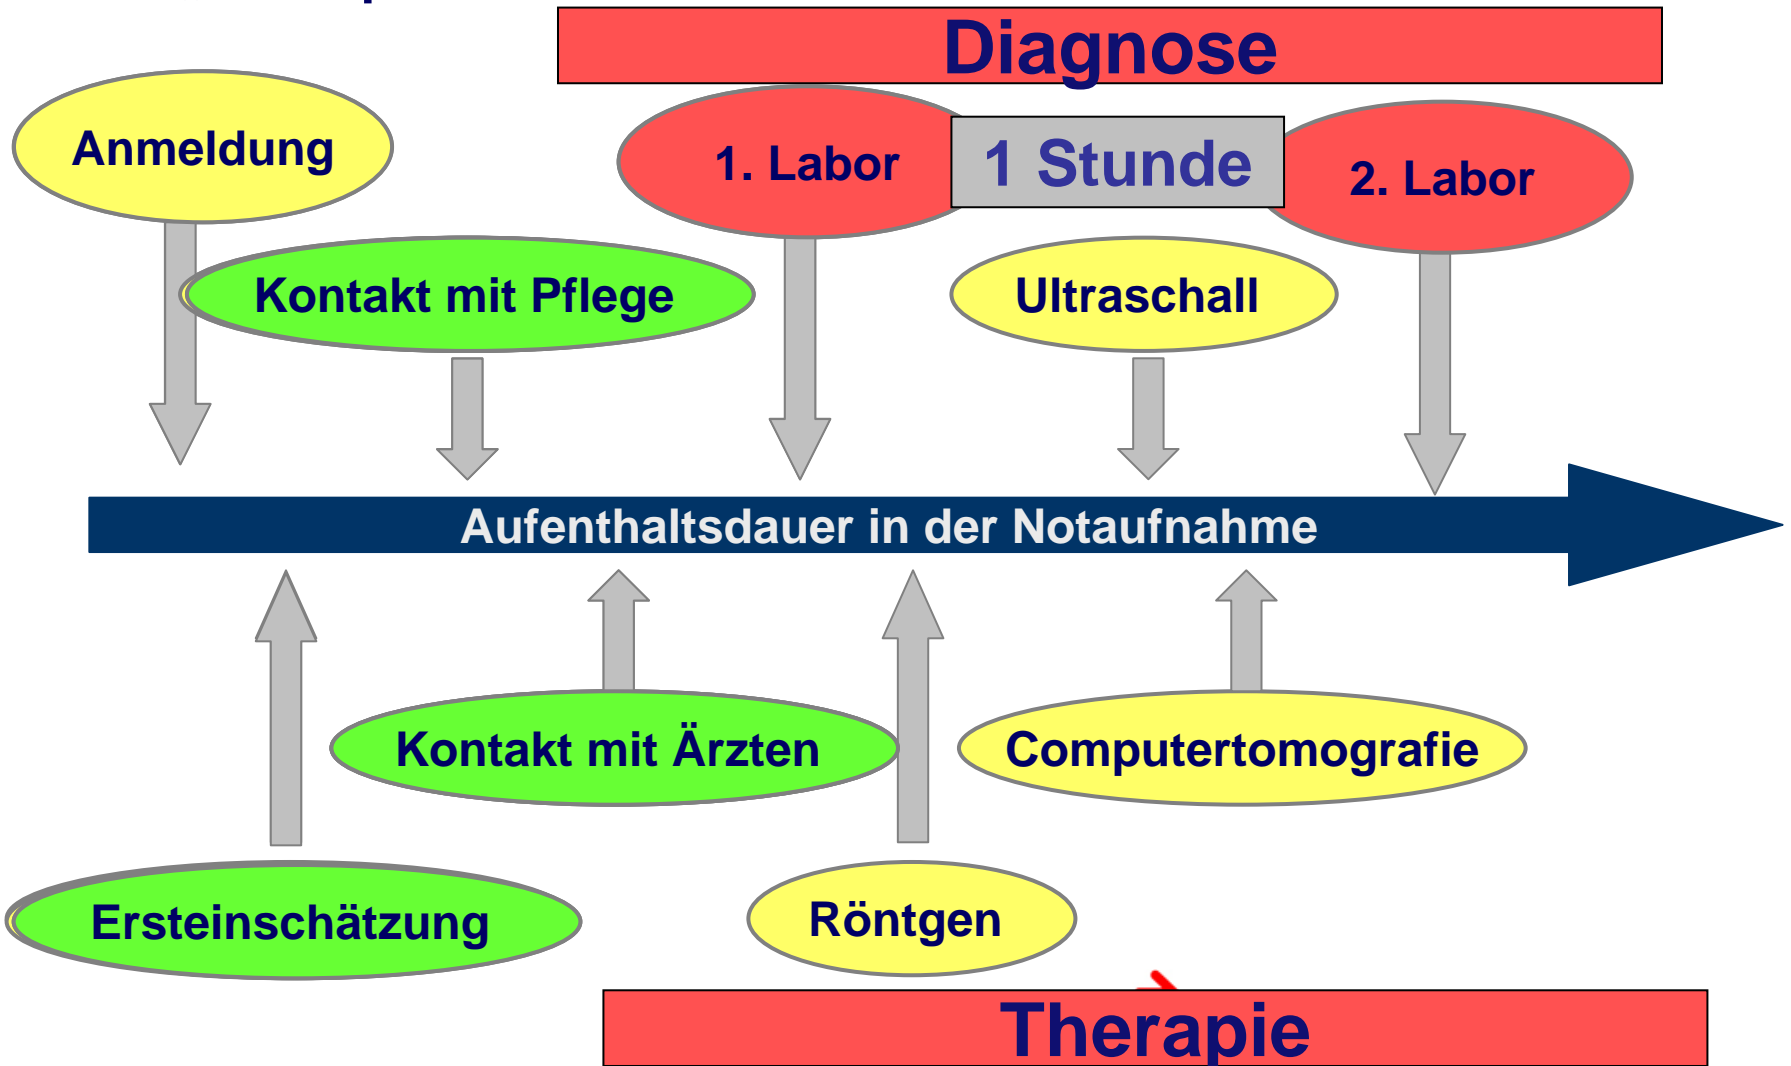 Diagnose
Anmeldung
1. Labor
1 Stunde
2. Labor
Kontakt mit Pflege
Ultraschall
Aufenthaltsdauer in der Notaufnahme
Kontakt mit Ärzten
Computertomografie
Ersteinschätzung
Röntgen
Therapie